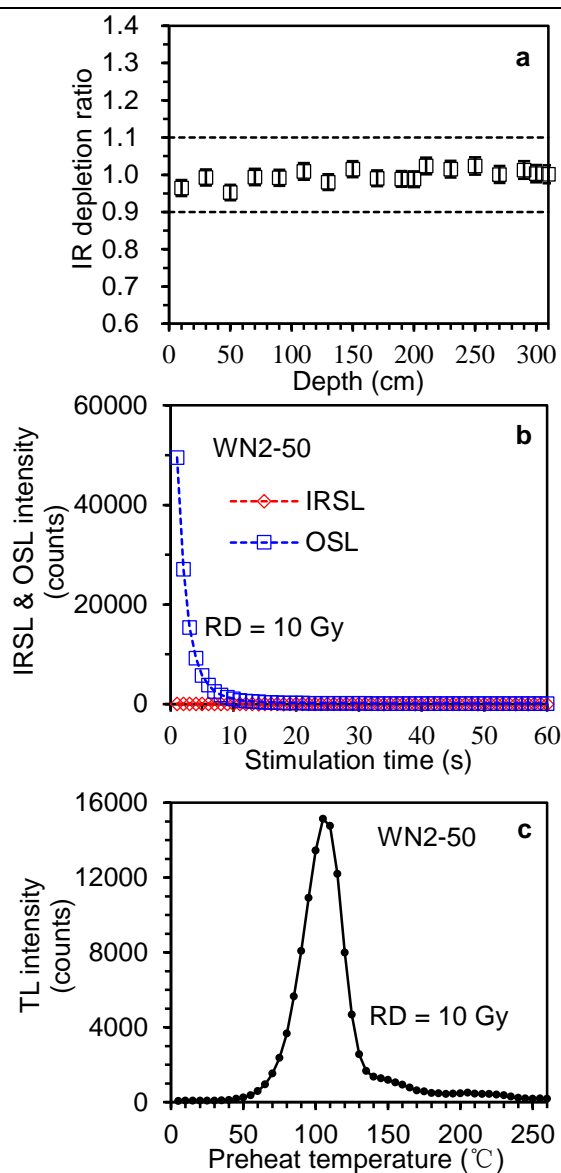 a
IR depletion ratio
1.4
1.3
1.2
1.1
1.0
0.9
0.8
0.7
0.6
0 50 100 150 200 250 300
Depth (cm)
b
IRSL & OSL intensity
(counts)
60000
40000
20000
0
WN2-50
IRSL
OSL
RD = 10 Gy
0 10 20 30 40 50 60
Stimulation time (s)
c
TL intensity
(counts)
16000
12000
8000
4000
0
WN2-50
RD = 10 Gy
0 50 100 150 200 250
Preheat temperature (℃)